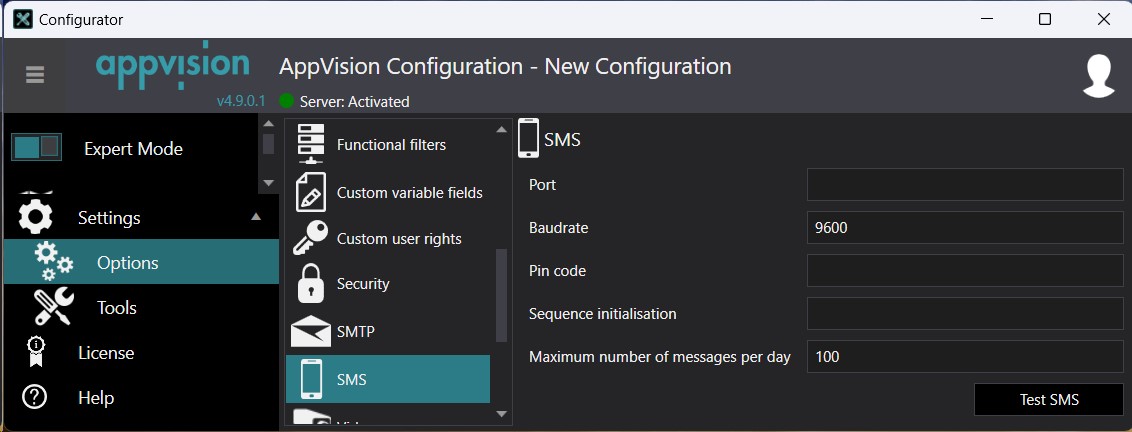 Configurator
appvision
v4.9.0.1
AppVision Configuration - New Configuration
Server: Activated
Expert Mode
Settings
Options
Tools
License
Help
Functional filters
Custom variable fields
Custom user rights
Security
SMTP
SMS
SMS
Port
Baudrate
9600
Pin code
Sequence initialisation
Maximum number of messages per day
100
Test SMS